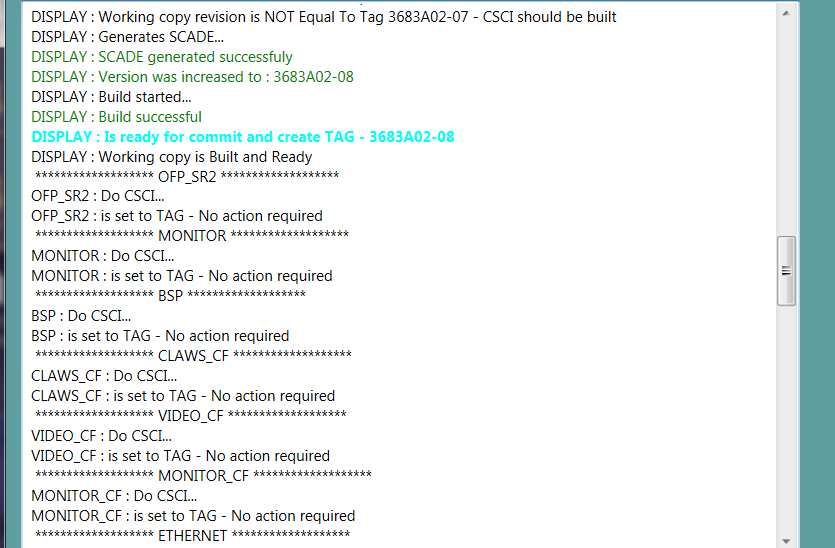 DISPLAY : Working copy revision is NOT Equal To Tag 3683A02-07 - CSCI should be built
DISPLAY : Generates SCADE...
DISPLAY : SCADE generated successfuly
DISPLAY : Version was increased to : 3683A02-08
DISPLAY : Build started...
DISPLAY : Build successful
DISPLAY : Is ready for commit and create TAG - 3683A02-08
DISPLAY : Working copy is Built and Ready
******************* OFP_SR2 *******************
OFP_SR2 : Do CSCI...
OFP_SR2 : is set to TAG - No action required
******************* MONITOR *******************
MONITOR : Do CSCI...
MONITOR : is set to TAG - No action required
******************* BSP *******************
BSP : Do CSCI...
BSP : is set to TAG - No action required
******************* CLAWS_CF *******************
CLAWS_CF : Do CSCI...
CLAWS_CF : is set to TAG - No action required
******************* VIDEO_CF *******************
VIDEO_CF : Do CSCI...
VIDEO_CF : is set to TAG - No action required
******************* MONITOR_CF *******************
MONITOR_CF : Do CSCI...
MONITOR_CF : is set to TAG - No action required
******************* ETHERNET *******************